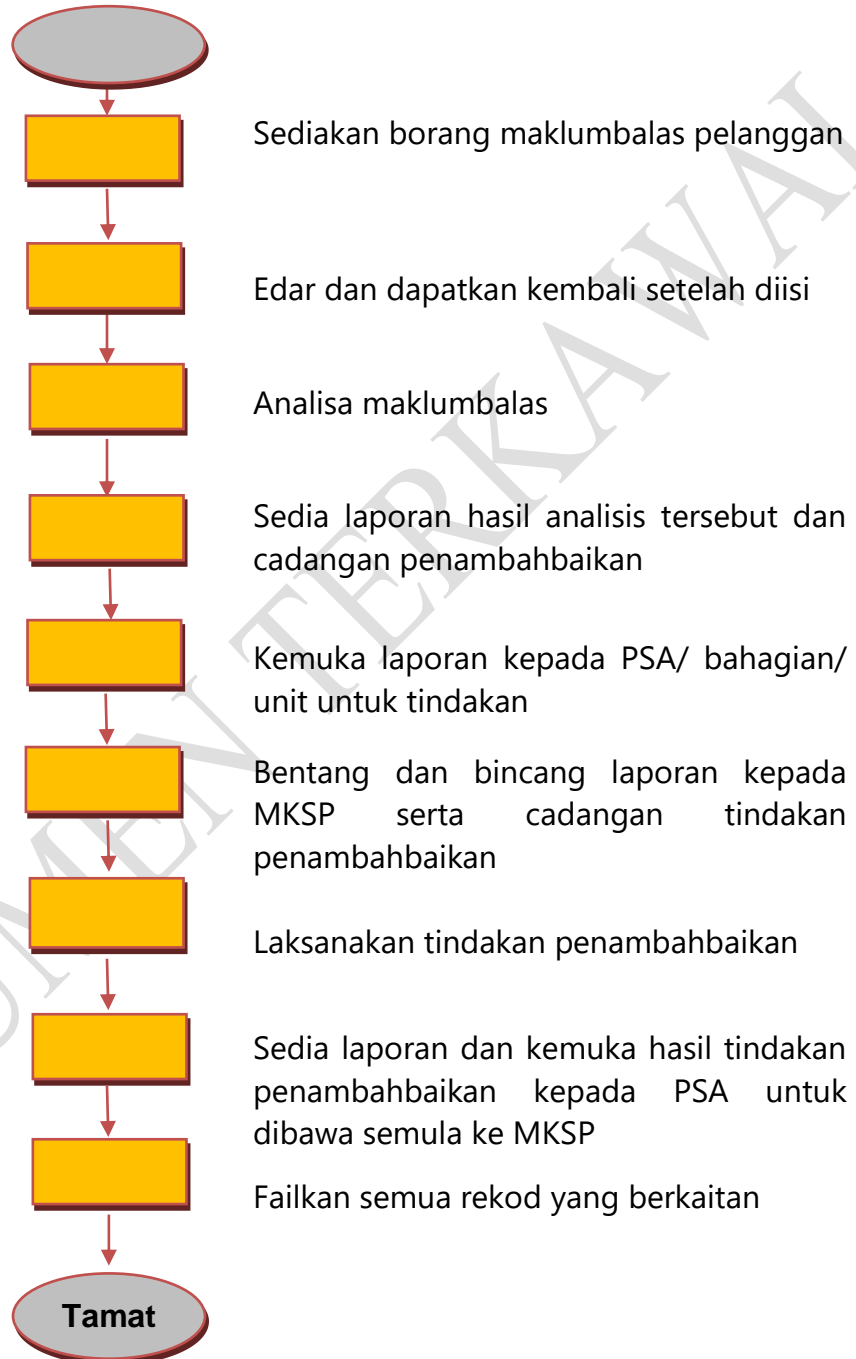 Sediakan borang maklumbalas pelanggan
Edar dan dapatkan kembali setelah diisi
Analisa maklumbalas
Sedia laporan hasil analisis tersebut dan
cadangan penambahbaikan
Kemuka laporan kepada PSA/ bahagian/
unit untuk tindakan
Bentang dan bincang laporan kepada
MKSP serta cadangan tindakan
penambahbaikan
Laksanakan tindakan penambahbaikan
Sedia laporan dan kemuka hasil tindakan
penambahbaikan kepada PSA untuk
dibawa semula ke MKSP
Failkan semua rekod yang berkaitan
Tamat
UMEN TERKAWAL